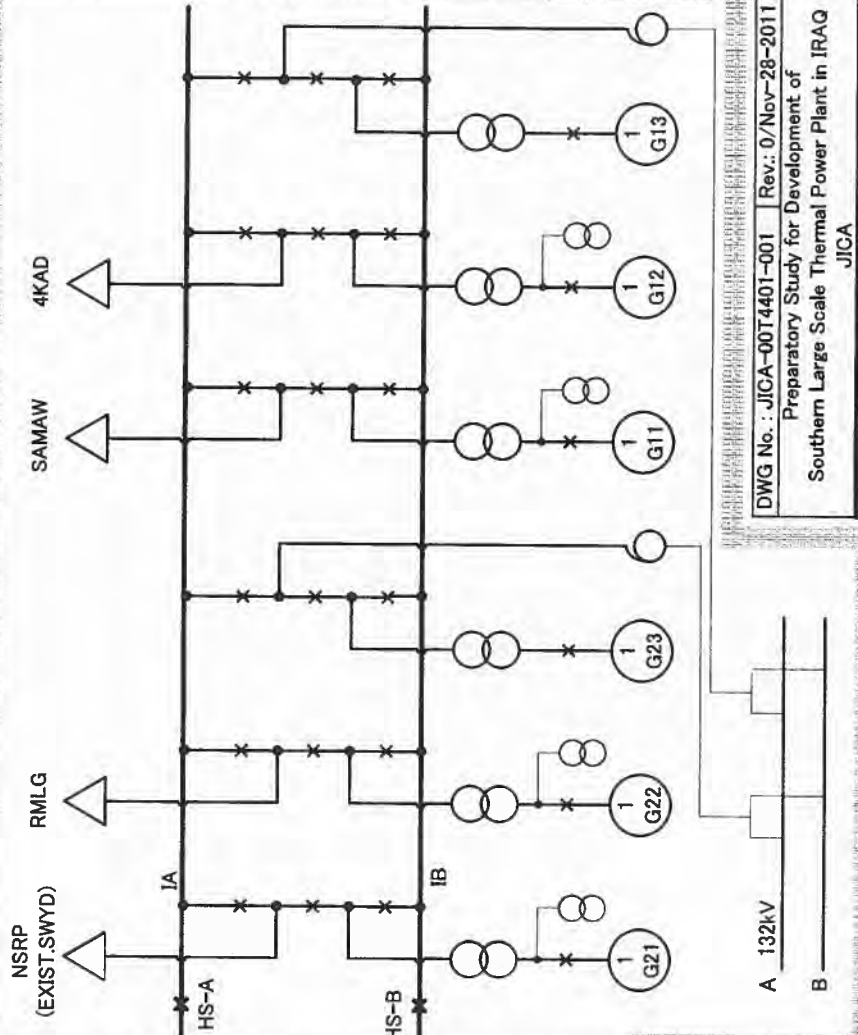 NSRP
(EXIST.SWYD)
RMLG
SAMAW
4KAD
IA
HS-A
IB
HS-B
1
G21
1
G22
1
G23
1
G11
1
G12
1
G13
A 132kV
B
DWG No. : JICA-00T4401-001 Rev.: 0/Nov-28-2011
Preparatory Study for Development of
Southern Large Scale Thermal Power Plant in IRAQ
JICA